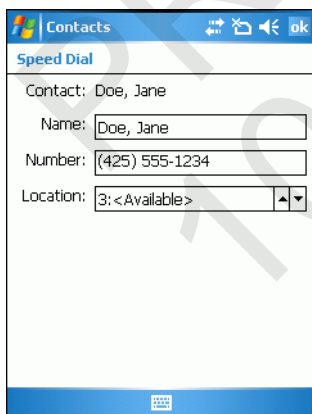 Contacts ok
Speed Dial
Contact: Doe, Jane
Name: Doe, Jane
Number: (425) 555-1234
Location: 3:<Available>